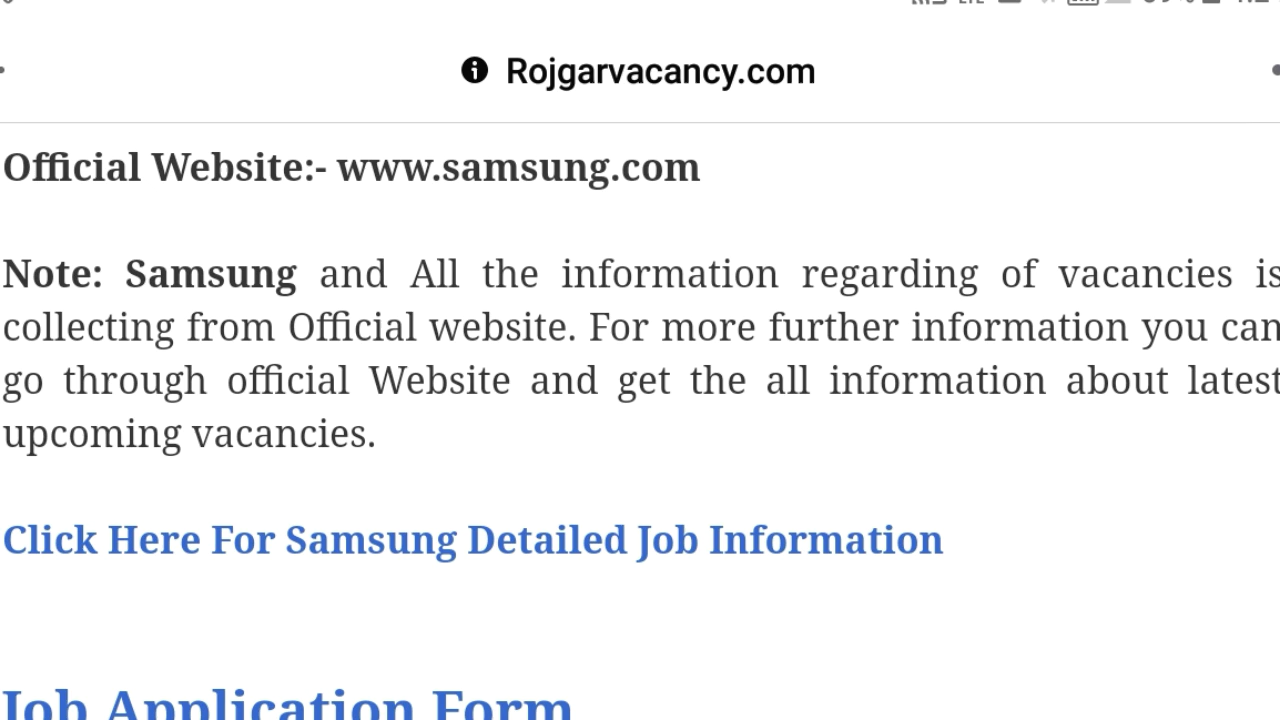 Rojgarvacancy.com
Official Website:- www.samsung.com
Note: Samsung and All the information regarding of vacancies is
collecting from Official website. For more further information you can
go through official Website and get the all information about latest
upcoming vacancies.
Click Here For Samsung Detailed Job Information
Job Application Form